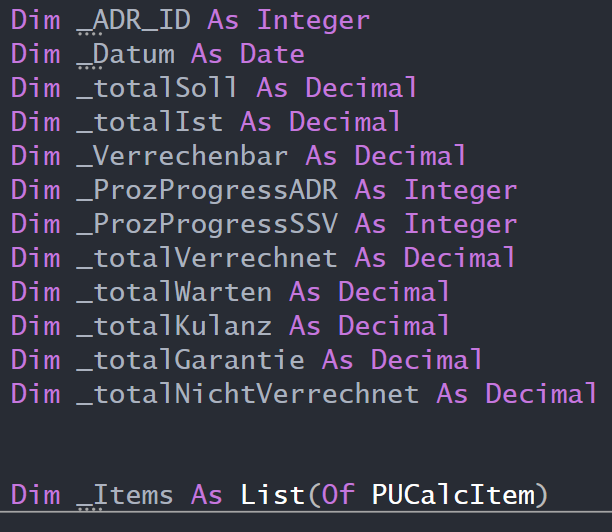 Dim _ADR_ID As Integer
Dim _Datum As Date
Dim _totalSoll As Decimal
Dim _totalIst As Decimal
Dim _Verrechenbar As Decimal
Dim _ProzProgressADR As Integer
Dim _ProzProgressSSV As Integer
Dim _totalVerrechnet As Decimal
Dim _totalWarten As Decimal
Dim _totalKulanz As Decimal
Dim _totalGarantie As Decimal
Dim _totalNichtVerrechnet As Decimal
Dim _Items As List(Of PUCalcItem)